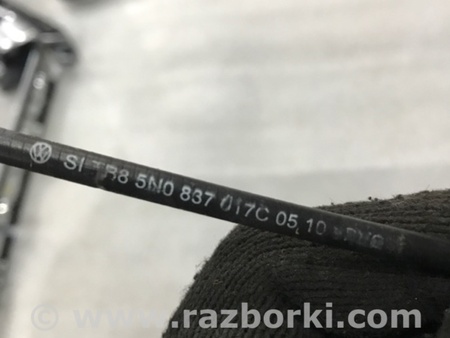 SI TR8 5N0 837 017C 05.10
© www.razborki.com